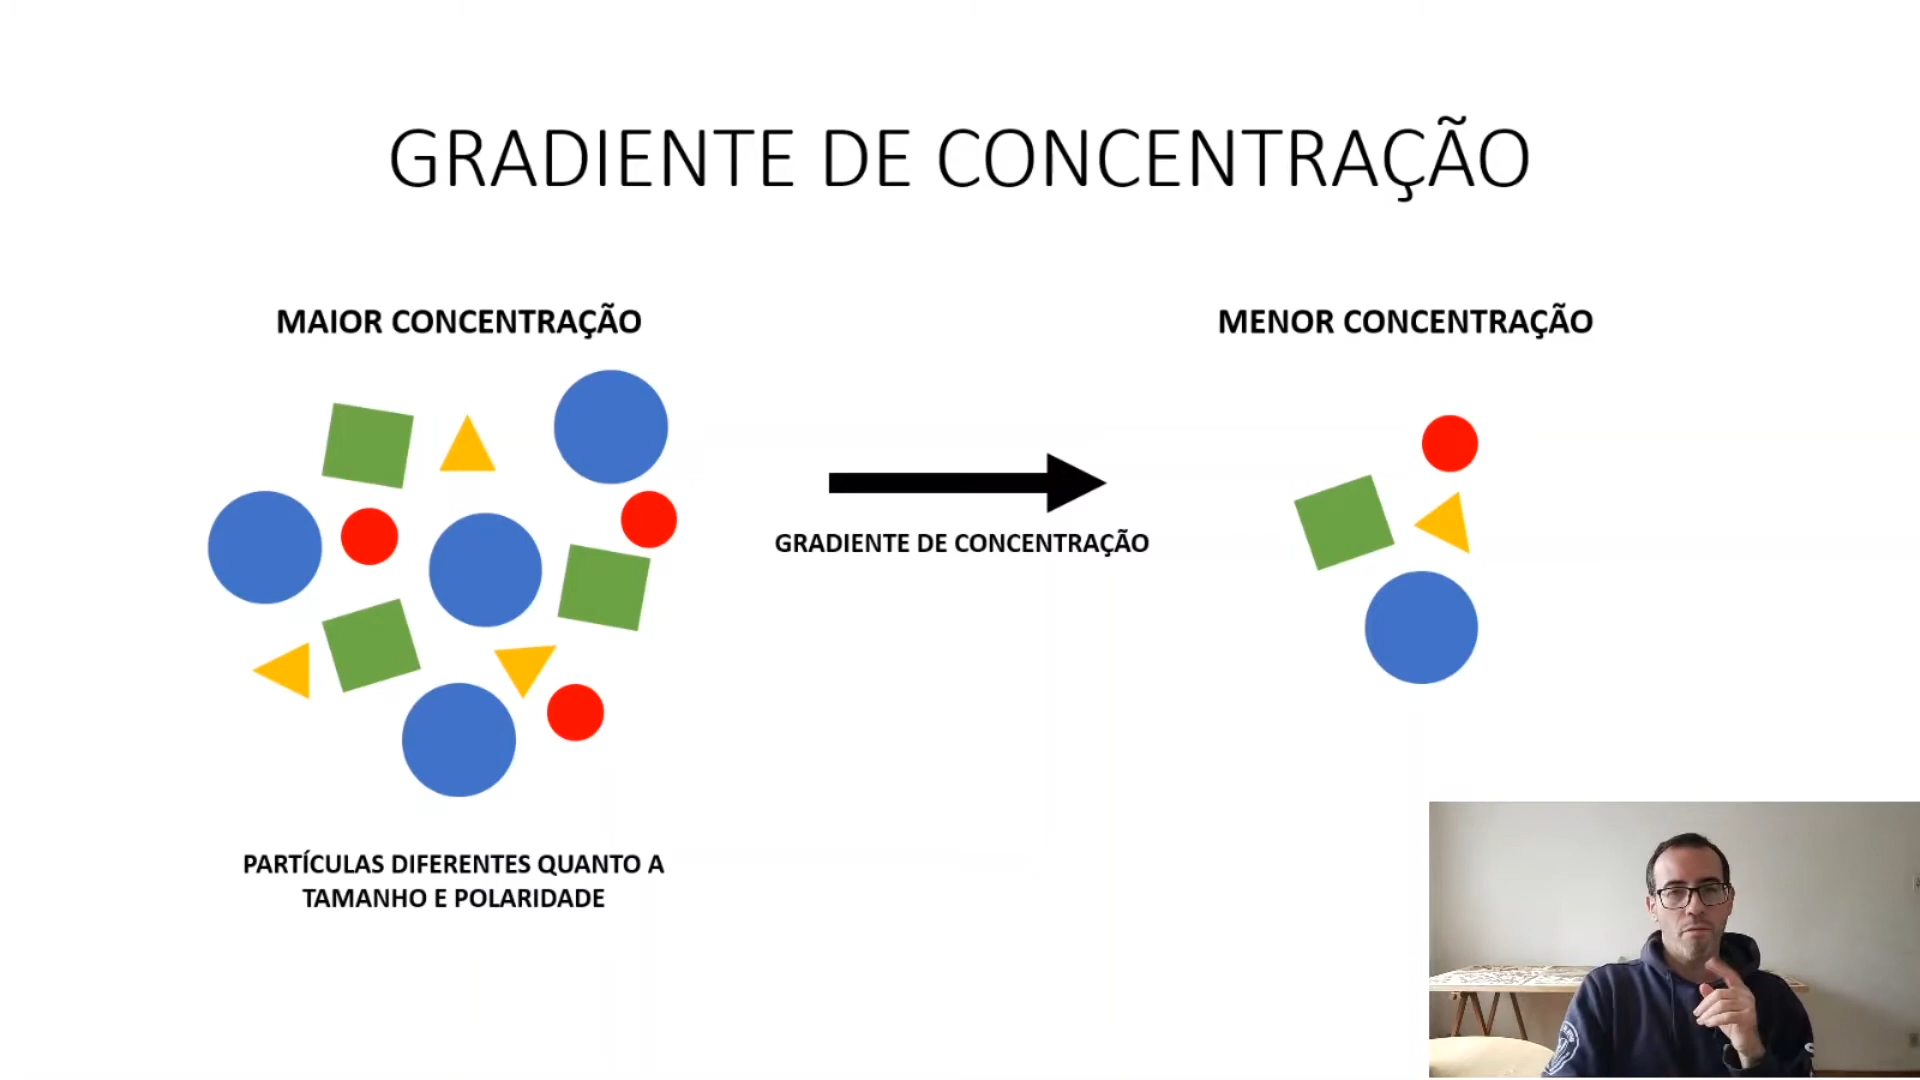 GRADIENTE DE CONCENTRAÇÃO
MAIOR CONCENTRAÇÃO
MENOR CONCENTRAÇÃO
GRADIENTE DE CONCENTRAÇÃO
PARTÍCULAS DIFERENTES QUANTO A
TAMANHO E POLARIDADE